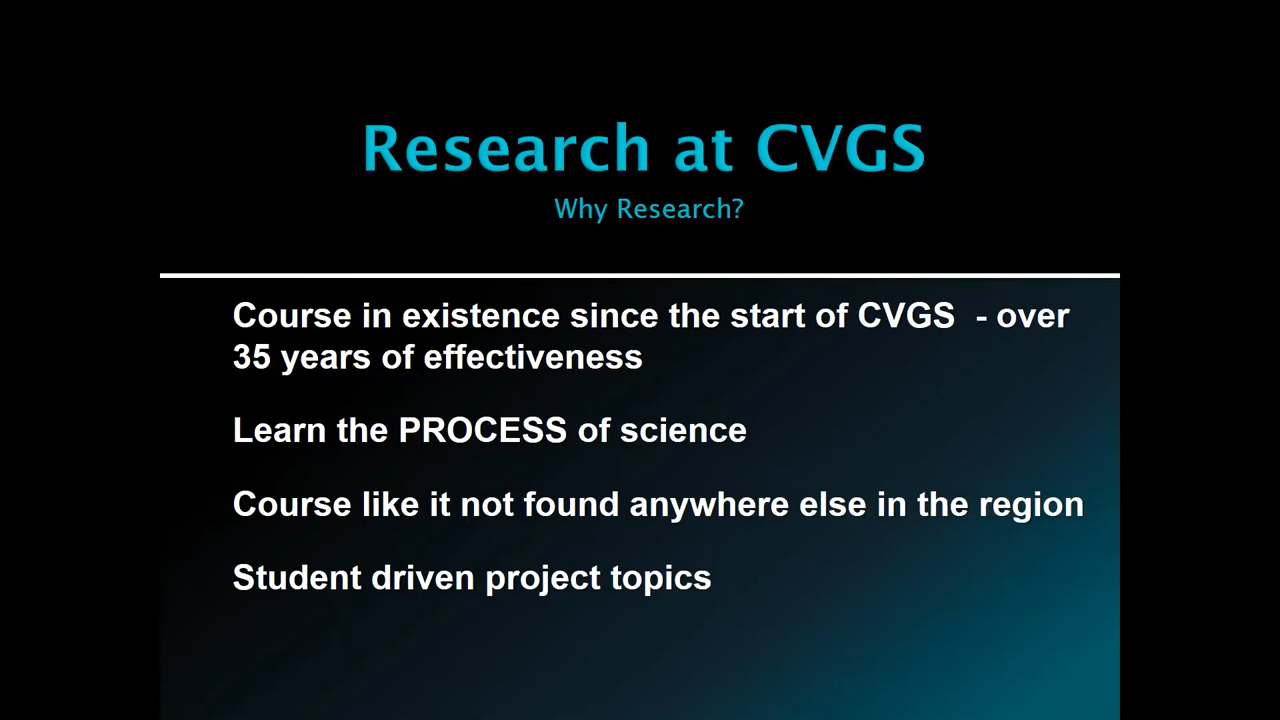 Research at CVGS
Why Research?
Course in existence since the start of CVGS  - over
35 years of effectiveness
Learn the PROCESS of science
Course like it not found anywhere else in the region
Student driven project topics